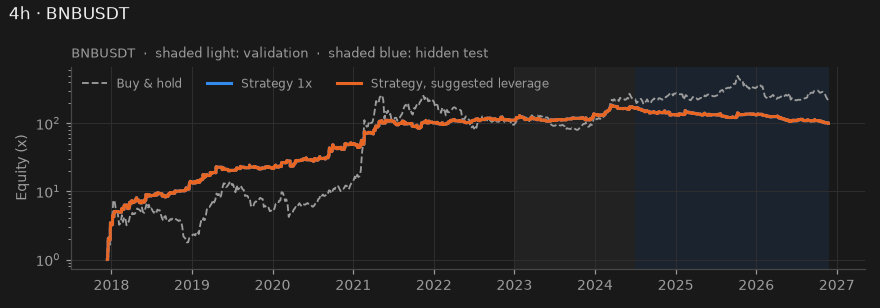 4h · BNBUSDT
BNBUSDT · shaded light: validation · shaded blue: hidden test
Buy & hold
Strategy 1x
Strategy, suggested leverage
Equity (x)
10²
10¹
10⁰
2018 2019 2020 2021 2022 2023 2024 2025 2026 2027